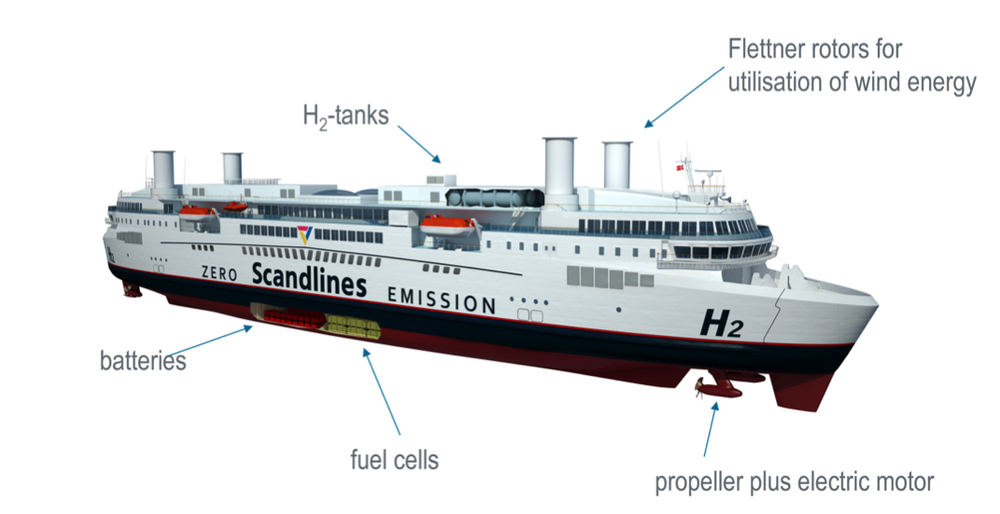 Flettner rotors for
utilisation of wind energy
H₂-tanks
ZERO Scandlines EMISSION
H2
batteries
fuel cells
propeller plus electric motor